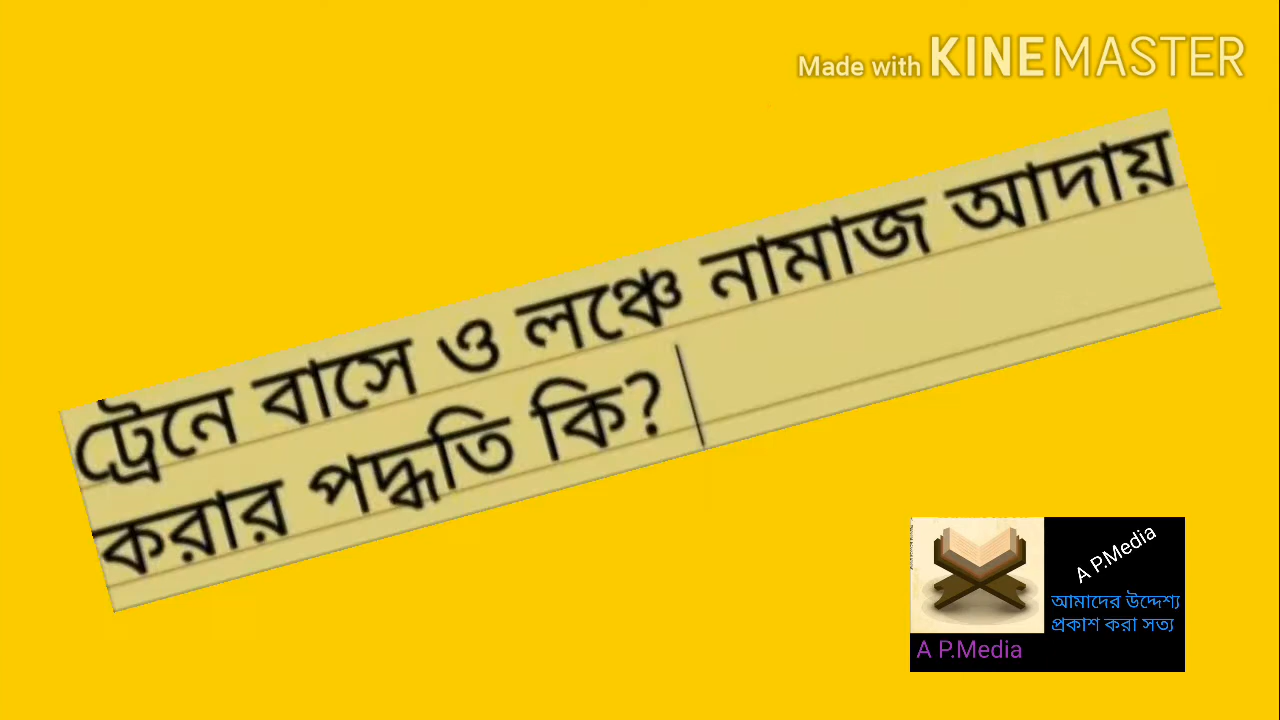 Made with KINEMASTER
ট্রেনে বাসে ও লঞ্চে নামাজ আদায়
করার পদ্ধতি কি?
A P.Media
আমাদের উদ্দেশ্য
প্রকাশ করা সত্য
A P.Media